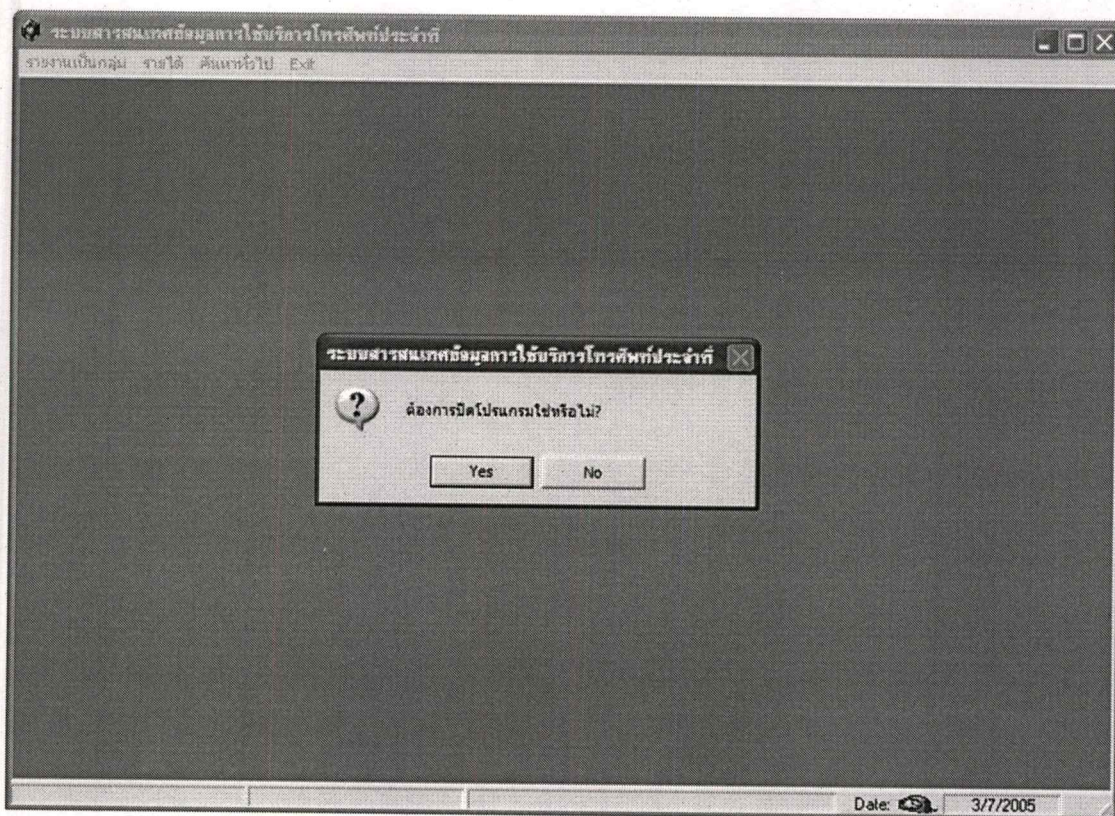 ระบบสารสนเทศข้อมูลการใช้บริการโทรศัพท์ประจำที่
รายงานเป็นกลุ่ม รายได้ ค้นหาทั่วไป Exit
ระบบสารสนเทศข้อมูลการใช้บริการโทรศัพท์ประจำที่
ต้องการปิดโปรแกรมใช่หรือไม่?
Yes No
Date: 3/7/2005